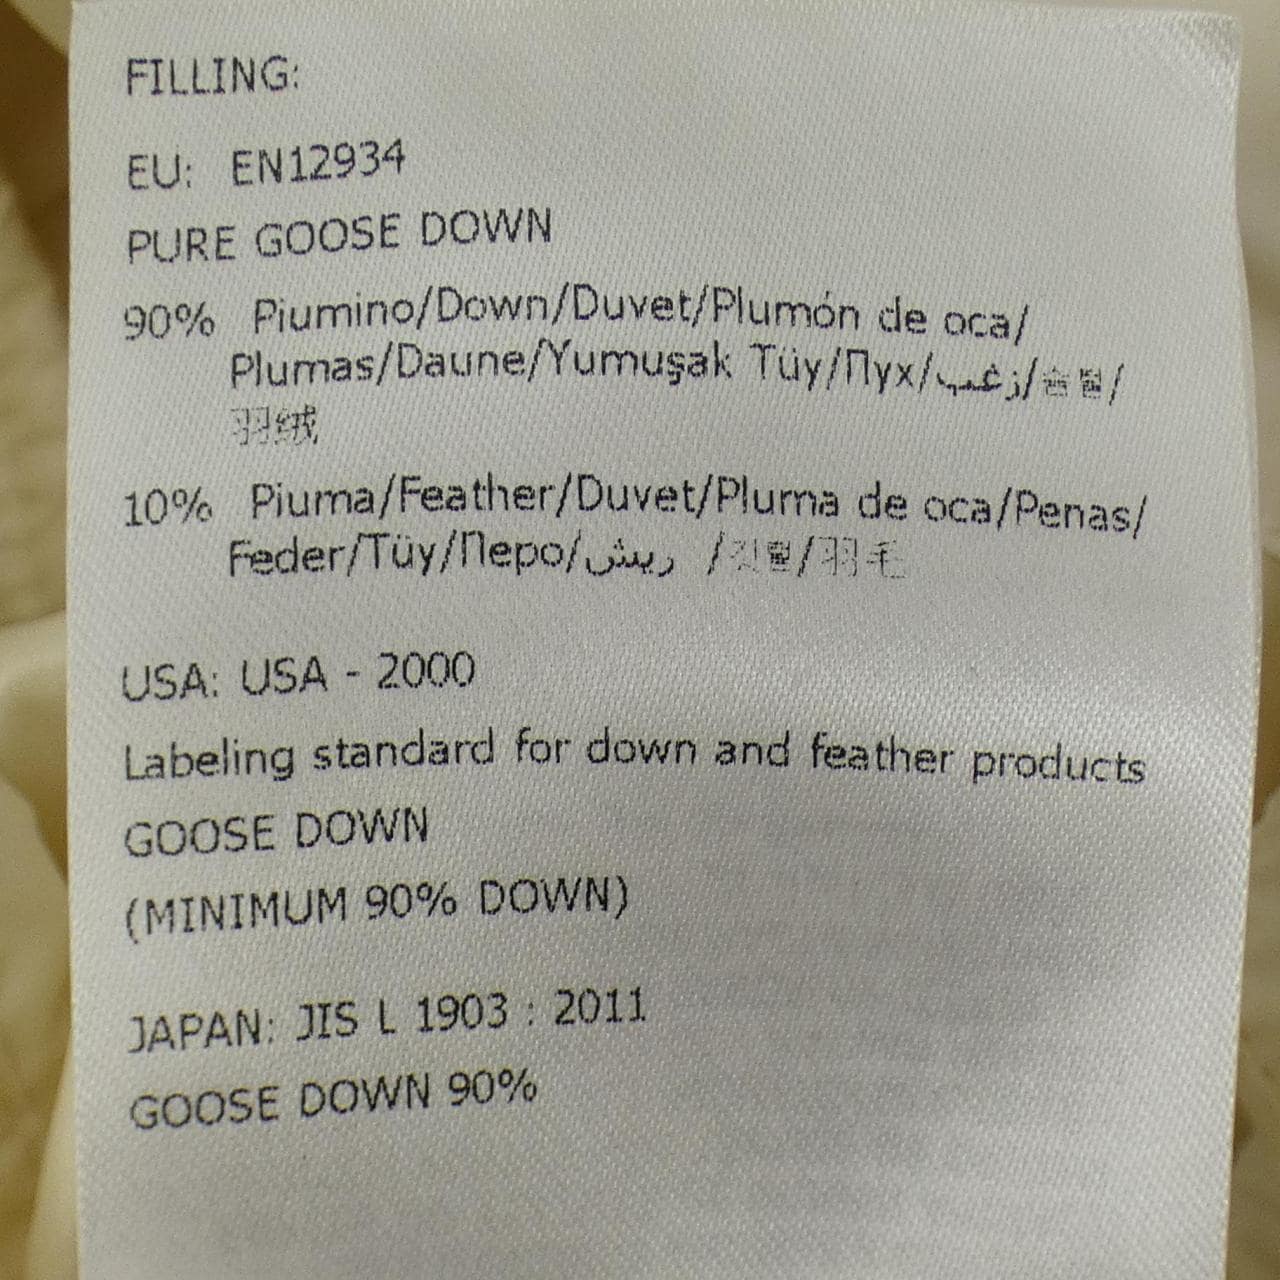 FILLING:
EU: EN12934
PURE GOOSE DOWN
90% Piumino/Down/Duvet/Plumón de oca/
Plumas/Daune/Yumuşak Tüy/Пух/زغب/솜털/
羽绒
10% Piuma/Feather/Duvet/Pluma de oca/Penas/
Feder/Tüy/Перо/ريش /깃털/羽毛
USA: USA - 2000
Labeling standard for down and feather products
GOOSE DOWN
(MINIMUM 90% DOWN)
JAPAN: JIS L 1903 : 2011
GOOSE DOWN 90%